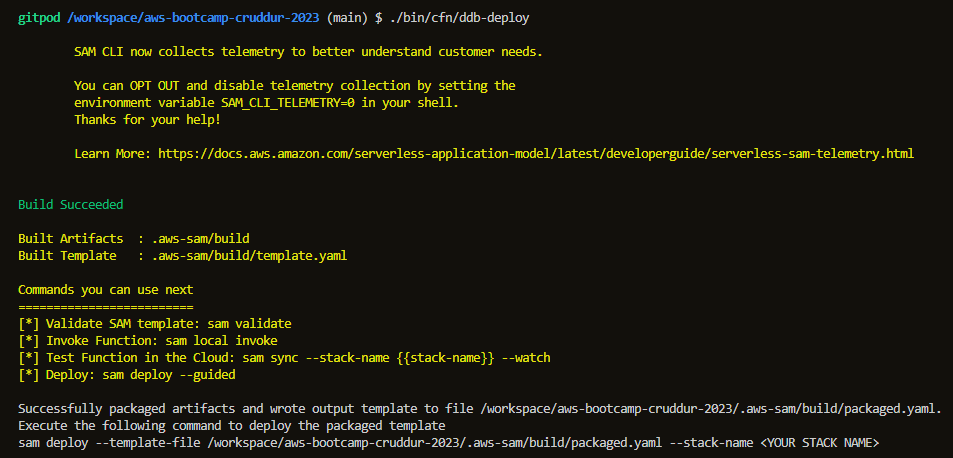 gitpod /workspace/aws-bootcamp-cruddur-2023 (main) $ ./bin/cfn/ddb-deploy
SAM CLI now collects telemetry to better understand customer needs.
You can OPT OUT and disable telemetry collection by setting the
environment variable SAM_CLI_TELEMETRY=0 in your shell.
Thanks for your help!
Learn More: https://docs.aws.amazon.com/serverless-application-model/latest/developerguide/serverless-sam-telemetry.html
Build Succeeded
Built Artifacts  : .aws-sam/build
Built Template   : .aws-sam/build/template.yaml
Commands you can use next
=========================
[*] Validate SAM template: sam validate
[*] Invoke Function: sam local invoke
[*] Test Function in the Cloud: sam sync --stack-name {{stack-name}} --watch
[*] Deploy: sam deploy --guided
Successfully packaged artifacts and wrote output template to file /workspace/aws-bootcamp-cruddur-2023/.aws-sam/build/packaged.yaml.
Execute the following command to deploy the packaged template
sam deploy --template-file /workspace/aws-bootcamp-cruddur-2023/.aws-sam/build/packaged.yaml --stack-name <YOUR STACK NAME>